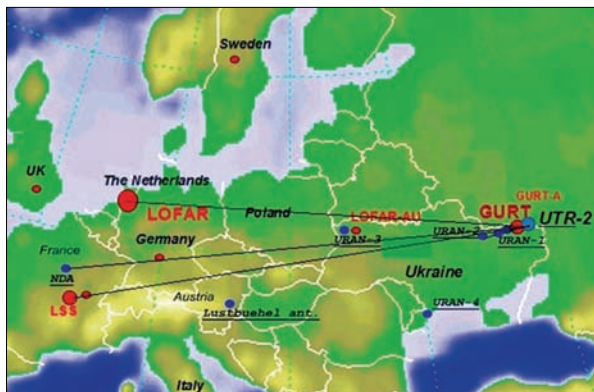 Sweden
UK
The Netherlands
LOFAR
Poland
GURT-A
LOFAR-AU
GURT
UTR-2
URAN-2
URAN-3
URAN-1
Germany
France
NDA
Ukraine
LSS
Austria
Lustbuehel ant.
URAN-4
Italy